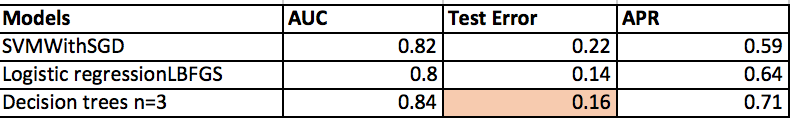 Models AUC Test Error APR
SVMWithSGD 0.82 0.22 0.59
Logistic regressionLBFGS 0.8 0.14 0.64
Decision trees n=3 0.84 0.16 0.71